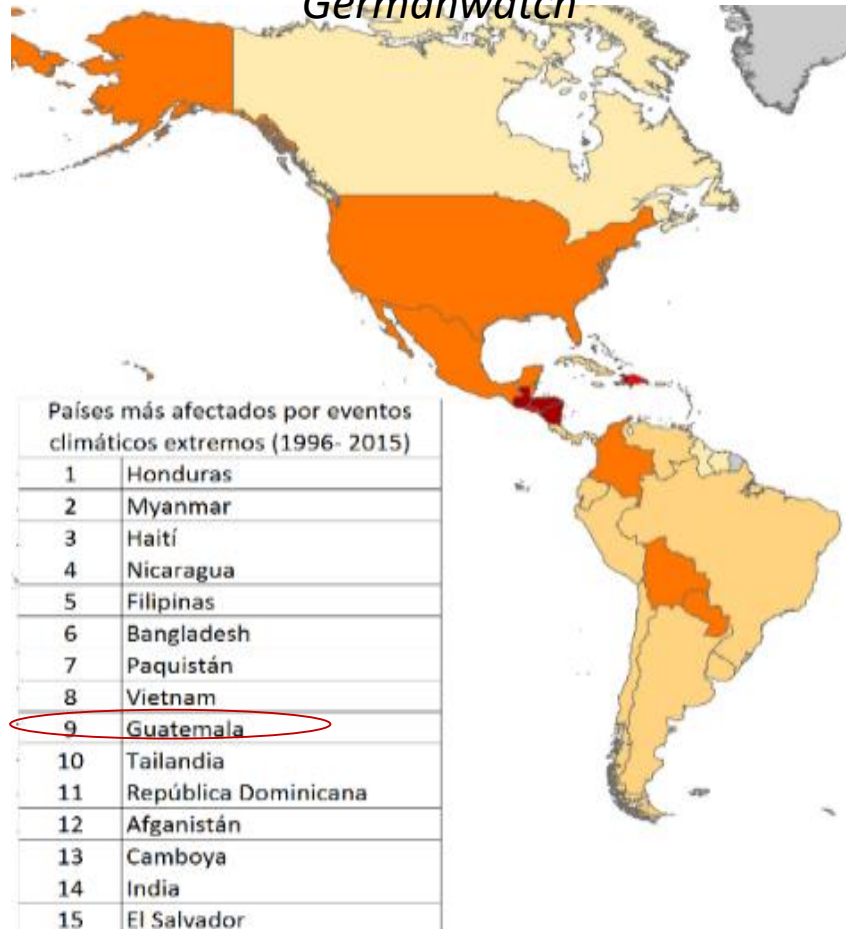 Germanwatch
Países más afectados por eventos
climáticos extremos (1996- 2015)
1 Honduras
2 Myanmar
3 Haití
4 Nicaragua
5 Filipinas
6 Bangladesh
7 Paquistán
8 Vietnam
9 Guatemala
10 Tailandia
11 República Dominicana
12 Afganistán
13 Camboya
14 India
15 El Salvador